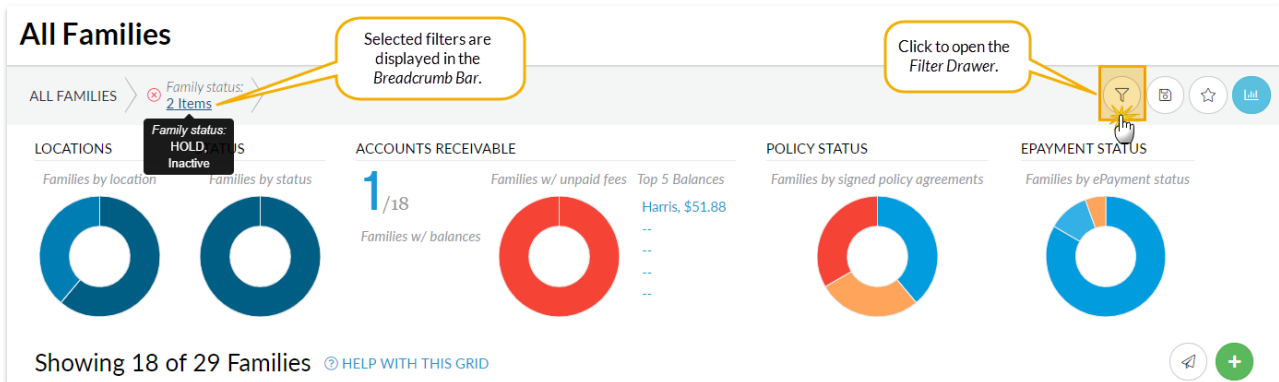 All Families
Selected filters are
displayed in the
Breadcrumb Bar.
Click to open the
Filter Drawer.
ALL FAMILIES
Family status:
2 Items
Family status:
HOLD,
Inactive
LOCATIONS
ACCOUNTS RECEIVABLE
POLICY STATUS
EPAYMENT STATUS
Families by location
Families by status
1/18
Families w/ balances
Families w/ unpaid fees
Top 5 Balances
Harris, $51.88
--
--
--
--
Families by signed policy agreements
Families by ePayment status
Showing 18 of 29 Families
? HELP WITH THIS GRID